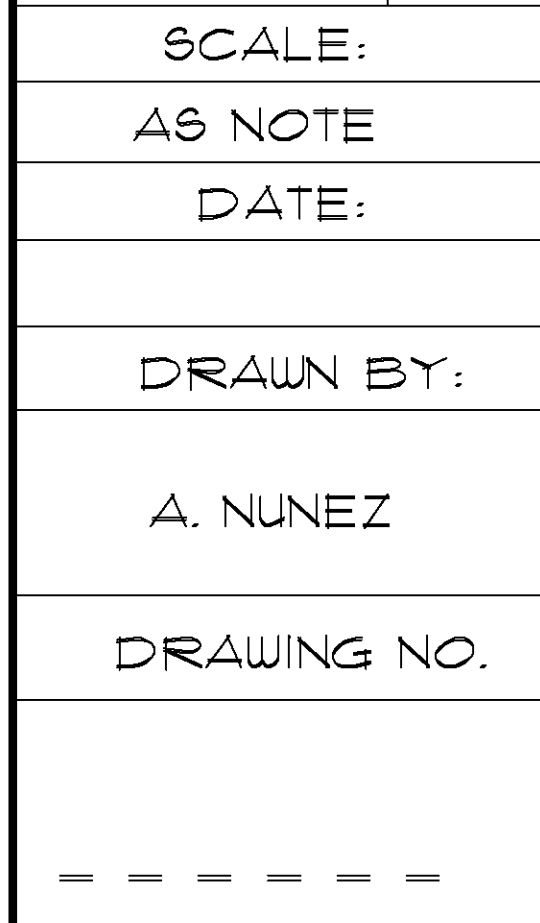 SCALE:
AS NOTE
DATE:
DRAWN BY:
A. NUNEZ
DRAWING NO.
_ _ _ _ _ _